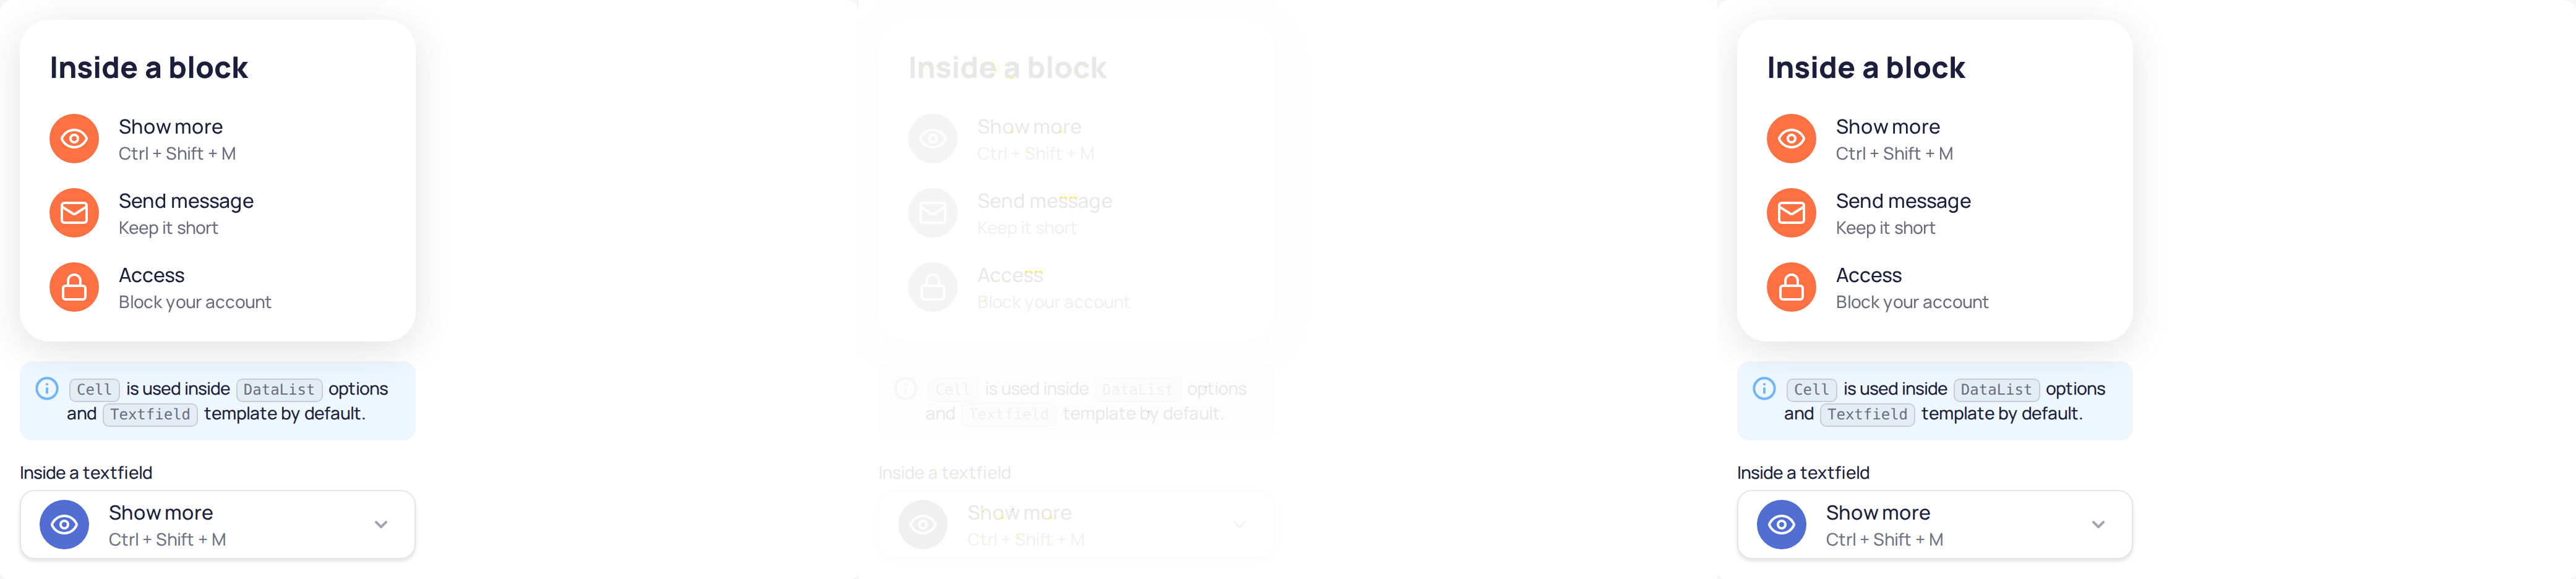 Inside a block
Show more
Ctrl + Shift + M
Send message
Keep it short
Access
Block your account
Cell is used inside DataList options
and Textfield template by default.
Inside a textfield
Show more
Ctrl + Shift + M
Inside a block
Show more
Ctrl + Shift + M
Send message
Keep it short
Access
Block your account
Cell is used inside DataList options
and Textfield template by default.
Inside a textfield
Show more
Ctrl + Shift + M
Inside a block
Show more
Ctrl + Shift + M
Send message
Keep it short
Access
Block your account
Cell is used inside DataList options
and Textfield template by default.
Inside a textfield
Show more
Ctrl + Shift + M